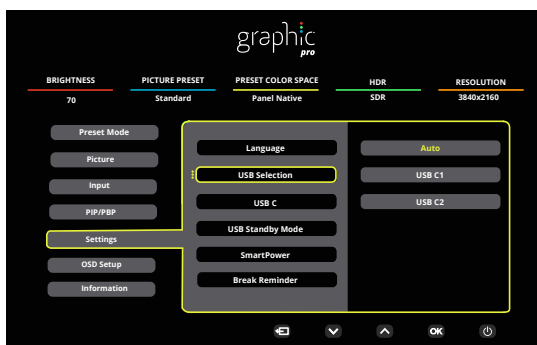 graphic
pro
BRIGHTNESS PICTURE PRESET PRESET COLOR SPACE HDR RESOLUTION
70 Standard Panel Native SDR 3840x2160
Preset Mode
Picture
Input
PIP/PBP
Settings
OSD Setup
Information
Language
USB Selection
USB C
USB Standby Mode
SmartPower
Break Reminder
Auto
USB C1
USB C2
OK